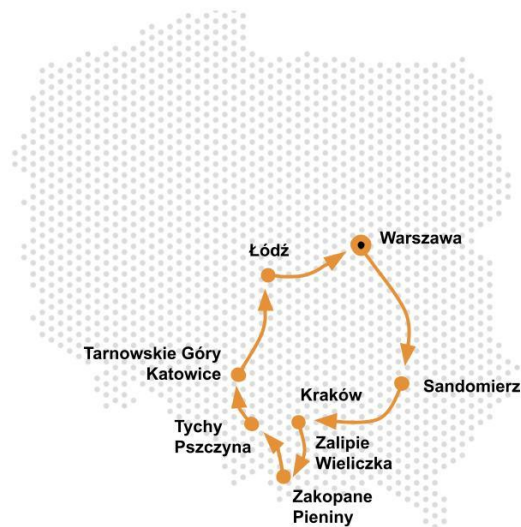 Warszawa
Łódź
Tarnowskie Góry
Katowice
Sandomierz
Kraków
Tychy
Pszczyna
Zalipie
Wieliczka
Zakopane
Pieniny